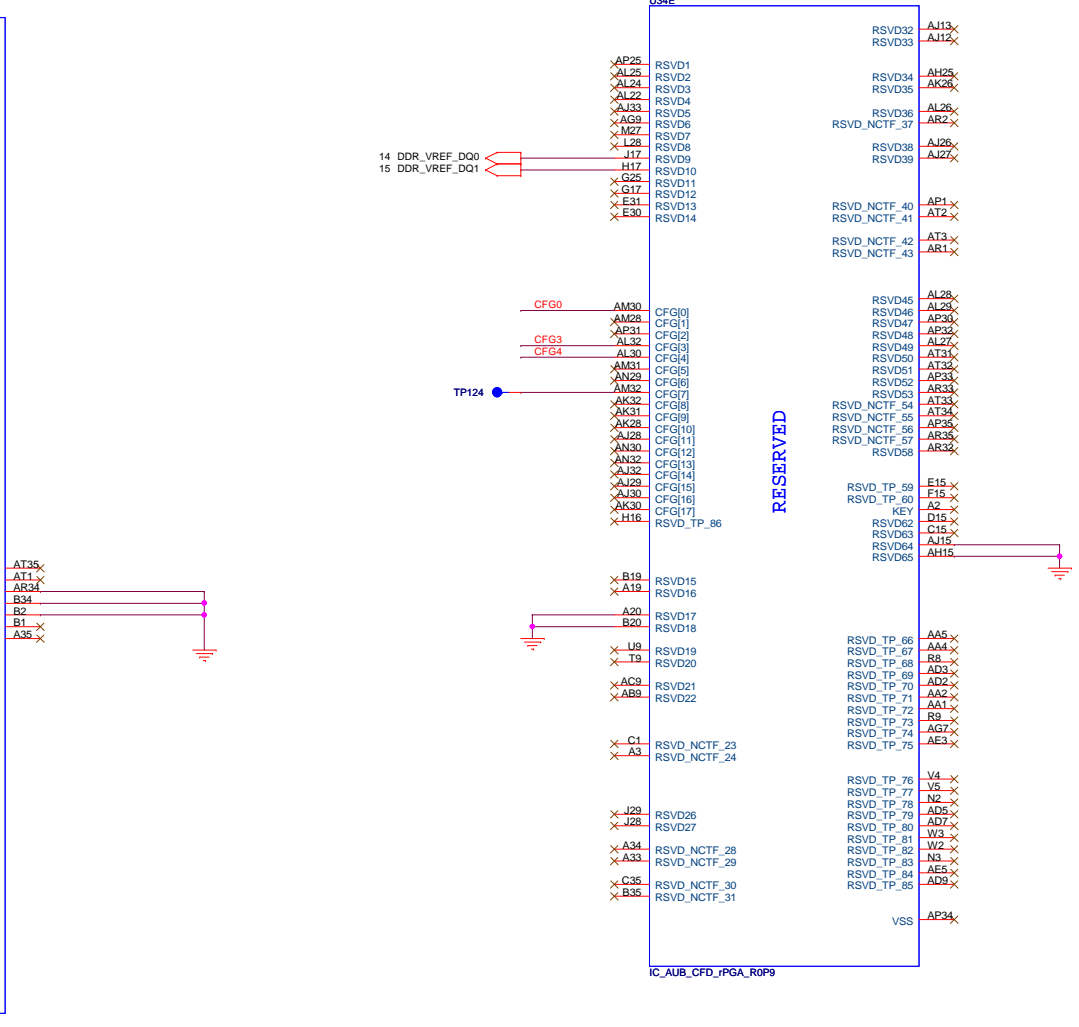 U34E
AP25 RSVD1
AL25 RSVD2
AL24 RSVD3
AL22 RSVD4
AJ33 RSVD5
AG9 RSVD6
M27 RSVD7
L28 RSVD8
14 DDR_VREF_DQ0 J17 RSVD9
15 DDR_VREF_DQ1 H17 RSVD10
G25 RSVD11
G17 RSVD12
E31 RSVD13
E30 RSVD14
CFG0 AM30 CFG[0]
AM28 CFG[1]
AP31 CFG[2]
CFG3 AL32 CFG[3]
CFG4 AL30 CFG[4]
AM31 CFG[5]
AN29 CFG[6]
TP124 AM32 CFG[7]
AK32 CFG[8]
AK31 CFG[9]
AK28 CFG[10]
AJ28 CFG[11]
AN30 CFG[12]
AN32 CFG[13]
AJ32 CFG[14]
AJ29 CFG[15]
AJ30 CFG[16]
AK30 CFG[17]
H16 RSVD_TP_86
B19 RSVD15
A19 RSVD16
A20 RSVD17
B20 RSVD18
U9 RSVD19
T9 RSVD20
AC9 RSVD21
AB9 RSVD22
C1 RSVD_NCTF_23
A3 RSVD_NCTF_24
J29 RSVD26
J28 RSVD27
A34 RSVD_NCTF_28
A33 RSVD_NCTF_29
C35 RSVD_NCTF_30
B35 RSVD_NCTF_31
RESERVED
RSVD32 AJ13
RSVD33 AJ12
RSVD34 AH25
RSVD35 AK26
RSVD36 AL26
RSVD_NCTF_37 AR2
RSVD38 AJ26
RSVD39 AJ27
RSVD_NCTF_40 AP1
RSVD_NCTF_41 AT2
RSVD_NCTF_42 AT3
RSVD_NCTF_43 AR1
RSVD45 AL28
RSVD46 AL29
RSVD47 AP30
RSVD48 AP32
RSVD49 AL27
RSVD50 AT31
RSVD51 AT32
RSVD52 AP33
RSVD53 AR33
RSVD_NCTF_54 AT33
RSVD_NCTF_55 AT34
RSVD_NCTF_56 AP35
RSVD_NCTF_57 AR35
RSVD58 AR32
RSVD_TP_59 E15
RSVD_TP_60 F15
KEY A2
RSVD62 D15
RSVD63 C15
RSVD64 AJ15
RSVD65 AH15
RSVD_TP_66 AA5
RSVD_TP_67 AA4
RSVD_TP_68 R8
RSVD_TP_69 AD3
RSVD_TP_70 AD2
RSVD_TP_71 AA2
RSVD_TP_72 AA1
RSVD_TP_73 R9
RSVD_TP_74 AG7
RSVD_TP_75 AE3
RSVD_TP_76 V4
RSVD_TP_77 V5
RSVD_TP_78 N2
RSVD_TP_79 AD5
RSVD_TP_80 AD7
RSVD_TP_81 W3
RSVD_TP_82 W2
RSVD_TP_83 N3
RSVD_TP_84 AE5
RSVD_TP_85 AD9
VSS AP34
IC_AUB_CFD_rPGA_R0P9
AT35
AT1
AR34
B34
B2
B1
A35